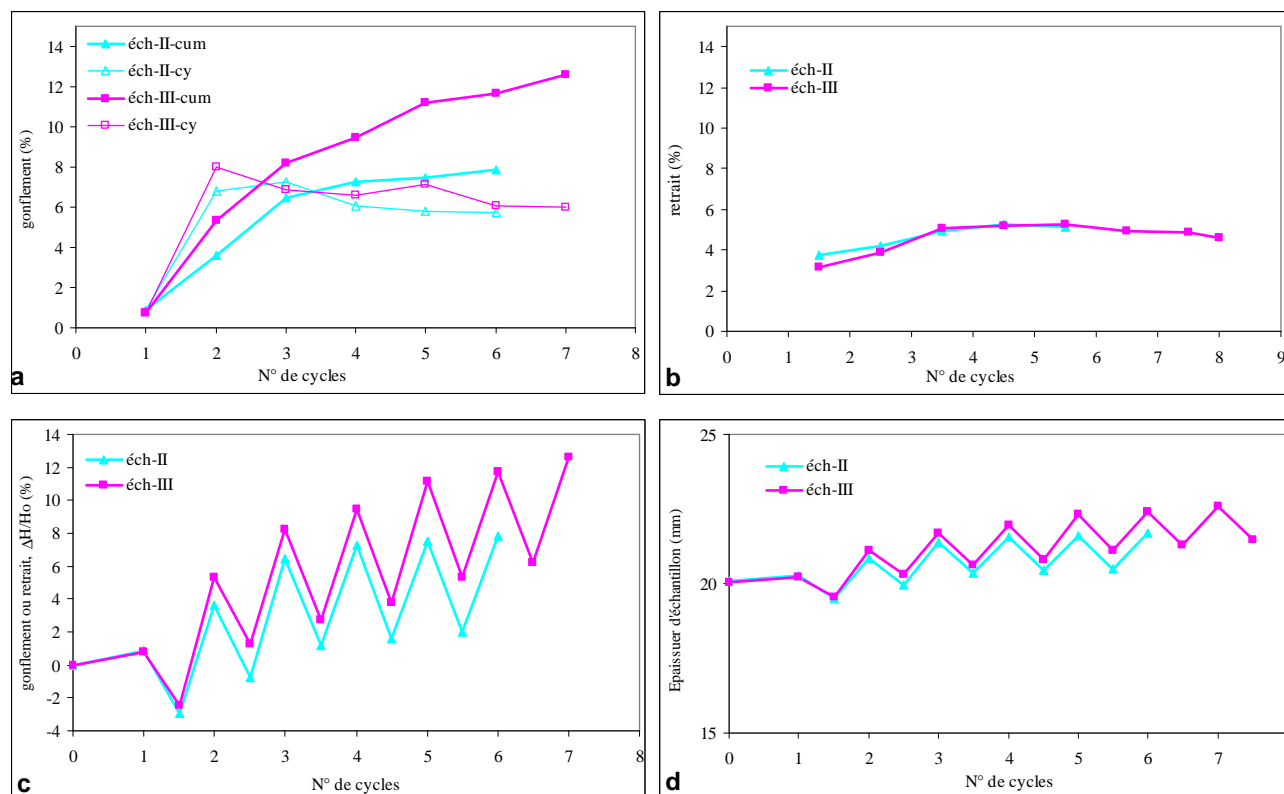 14
12
10
8
6
4
2
0
gonflement (%)
éch-II-cum
éch-II-cy
éch-III-cum
éch-III-cy
0 1 2 3 4 5 6 7 8
N° de cycles
a
14
12
10
8
6
4
2
0
retrait (%)
éch-II
éch-III
0 1 2 3 4 5 6 7 8 9
N° de cycles
b
14
12
10
8
6
4
2
0
-2
-4
gonflement ou retrait, ΔH/Ho (%)
éch-II
éch-III
0 1 2 3 4 5 6 7 8
N° de cycles
c
25
20
15
Epaissuer d'échantillon (mm)
éch-II
éch-III
0 1 2 3 4 5 6 7
N° de cycles
d